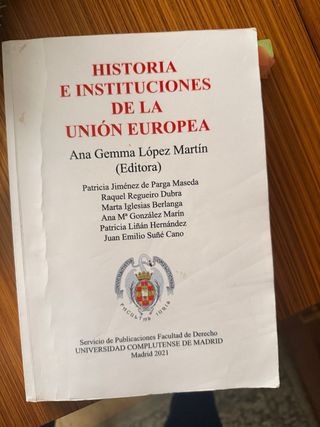 HISTORIA
E INSTITUCIONES
DE LA
UNIÓN EUROPEA
Ana Gemma López Martín
(Editora)
Patricia Jiménez de Parga Maseda
Raquel Regueiro Dubra
Marta Iglesias Berlanga
Ana Mª González Marín
Patricia Liñán Hernández
Juan Emilio Suñé Cano
FACULTAD IURIS
Servicio de Publicaciones Facultad de Derecho
UNIVERSIDAD COMPLUTENSE DE MADRID
Madrid 2021